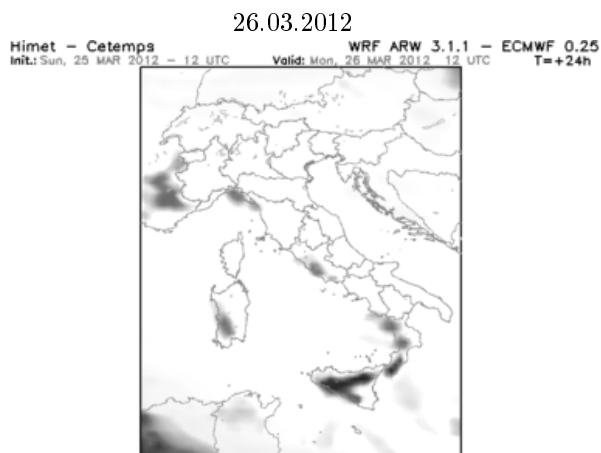 26.03.2012
Himet - Cetemps WRF ARW 3.1.1 - ECMWF 0.25
Init.: Sun, 25 MAR 2012 - 12 UTC Valid: Mon, 26 MAR 2012 12 UTC T=+24h